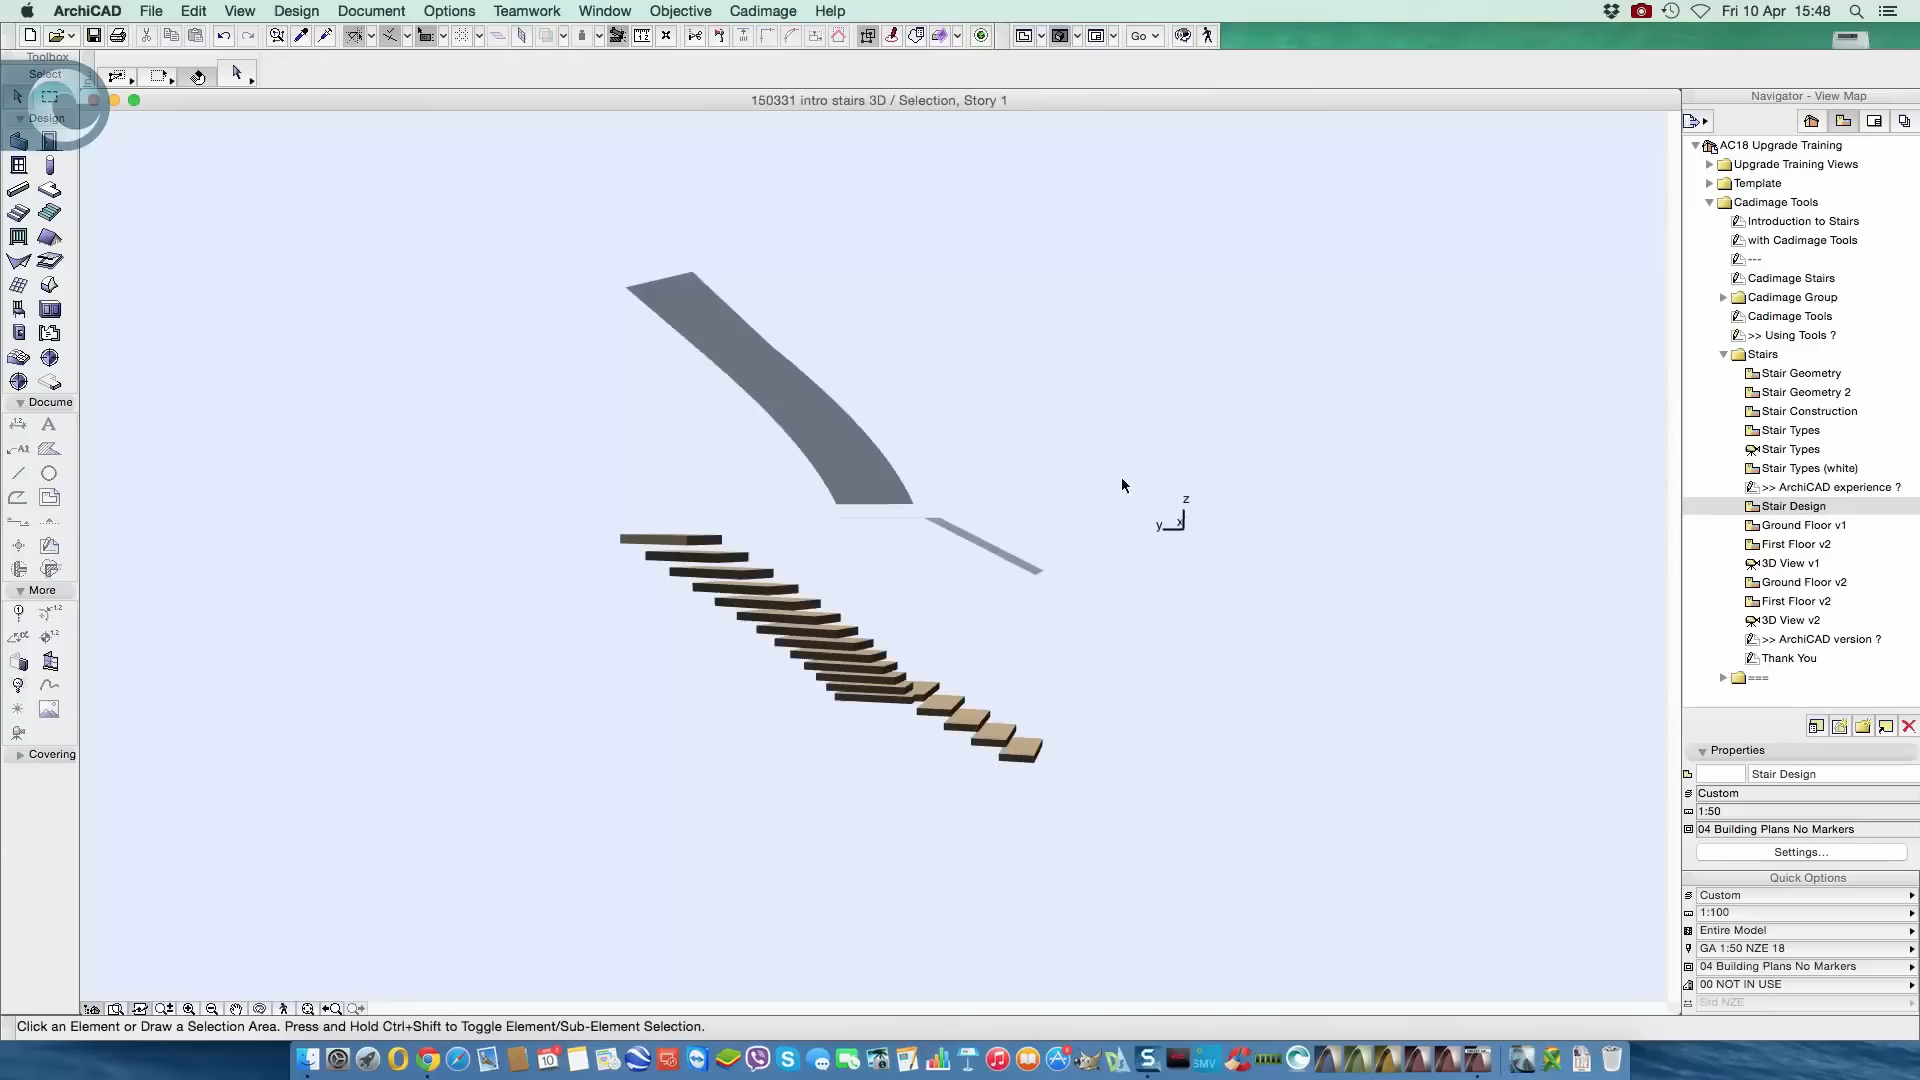 ArchiCAD File Edit View Design Document Options Teamwork Window Objective Cadimage Help
Fri 10 Apr 15:48
Go
Toolbox
Select
150331 intro stairs 3D / Selection, Story 1
Design
Docume
More
Covering
z
y
x
Navigator - View Map
AC18 Upgrade Training
Upgrade Training Views
Template
Cadimage Tools
Introduction to Stairs
with Cadimage Tools
---
Cadimage Stairs
Cadimage Group
Cadimage Tools
>> Using Tools ?
Stairs
Stair Geometry
Stair Geometry 2
Stair Construction
Stair Types
Stair Types
Stair Types (white)
>> ArchiCAD experience ?
Stair Design
Ground Floor v1
First Floor v2
3D View v1
Ground Floor v2
First Floor v2
3D View v2
>> ArchiCAD version ?
Thank You
===
Properties
Stair Design
Custom
1:50
04 Building Plans No Markers
Settings...
Quick Options
Custom
1:100
Entire Model
GA 1:50 NZE 18
04 Building Plans No Markers
00 NOT IN USE
Std NZE
Click an Element or Draw a Selection Area. Press and Hold Ctrl+Shift to Toggle Element/Sub-Element Selection.
10
SMV